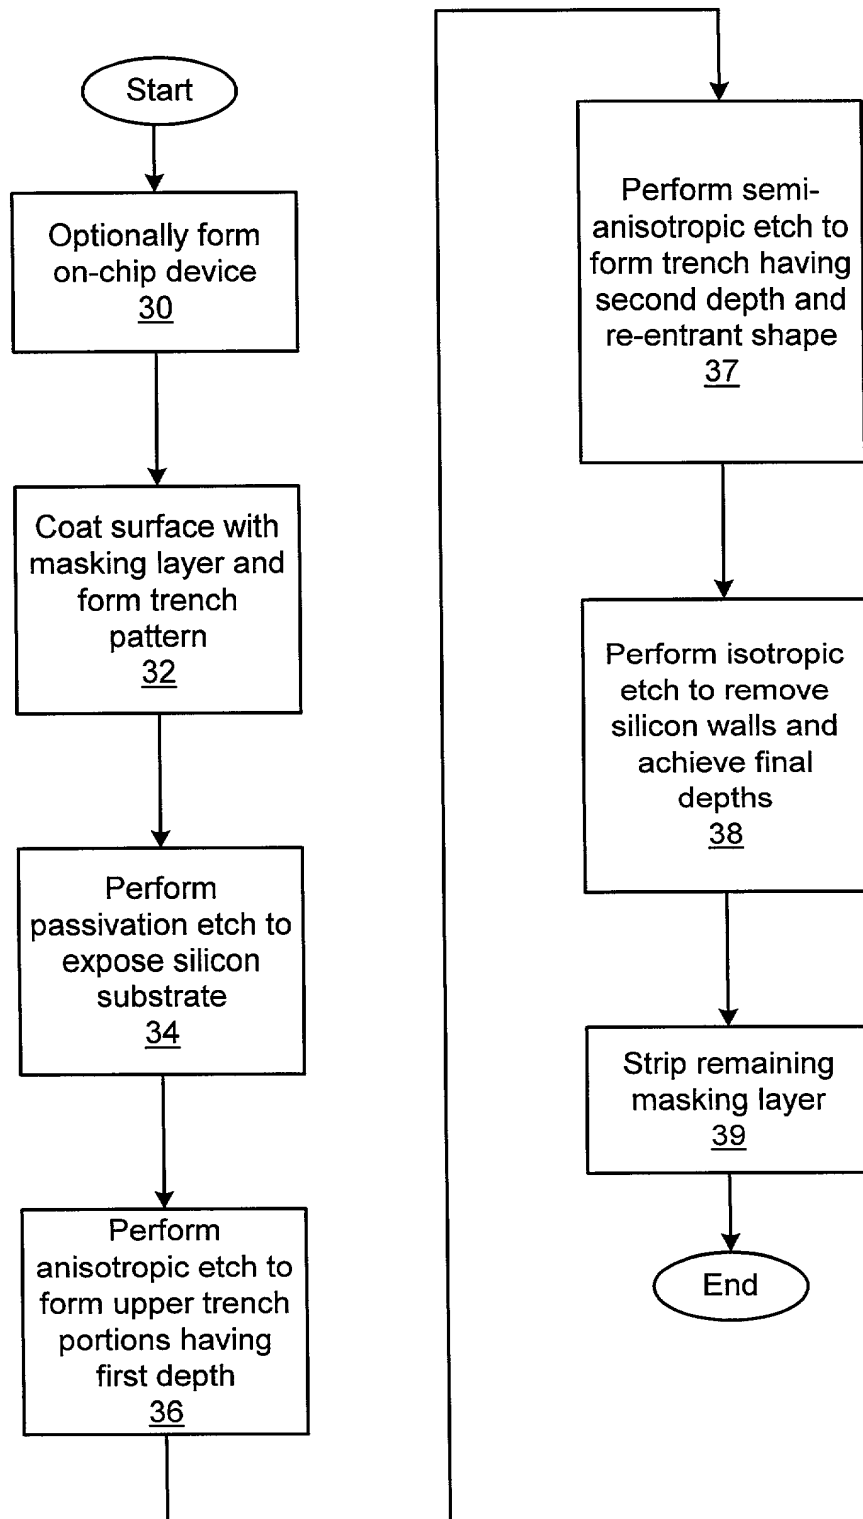 Start
Optionally form
on-chip device
30
Coat surface with
masking layer and
form trench
pattern
32
Perform
passivation etch to
expose silicon
substrate
34
Perform
anisotropic etch to
form upper trench
portions having
first depth
36
Perform semi-
anisotropic etch to
form trench having
second depth and
re-entrant shape
37
Perform isotropic
etch to remove
silicon walls and
achieve final
depths
38
Strip remaining
masking layer
39
End